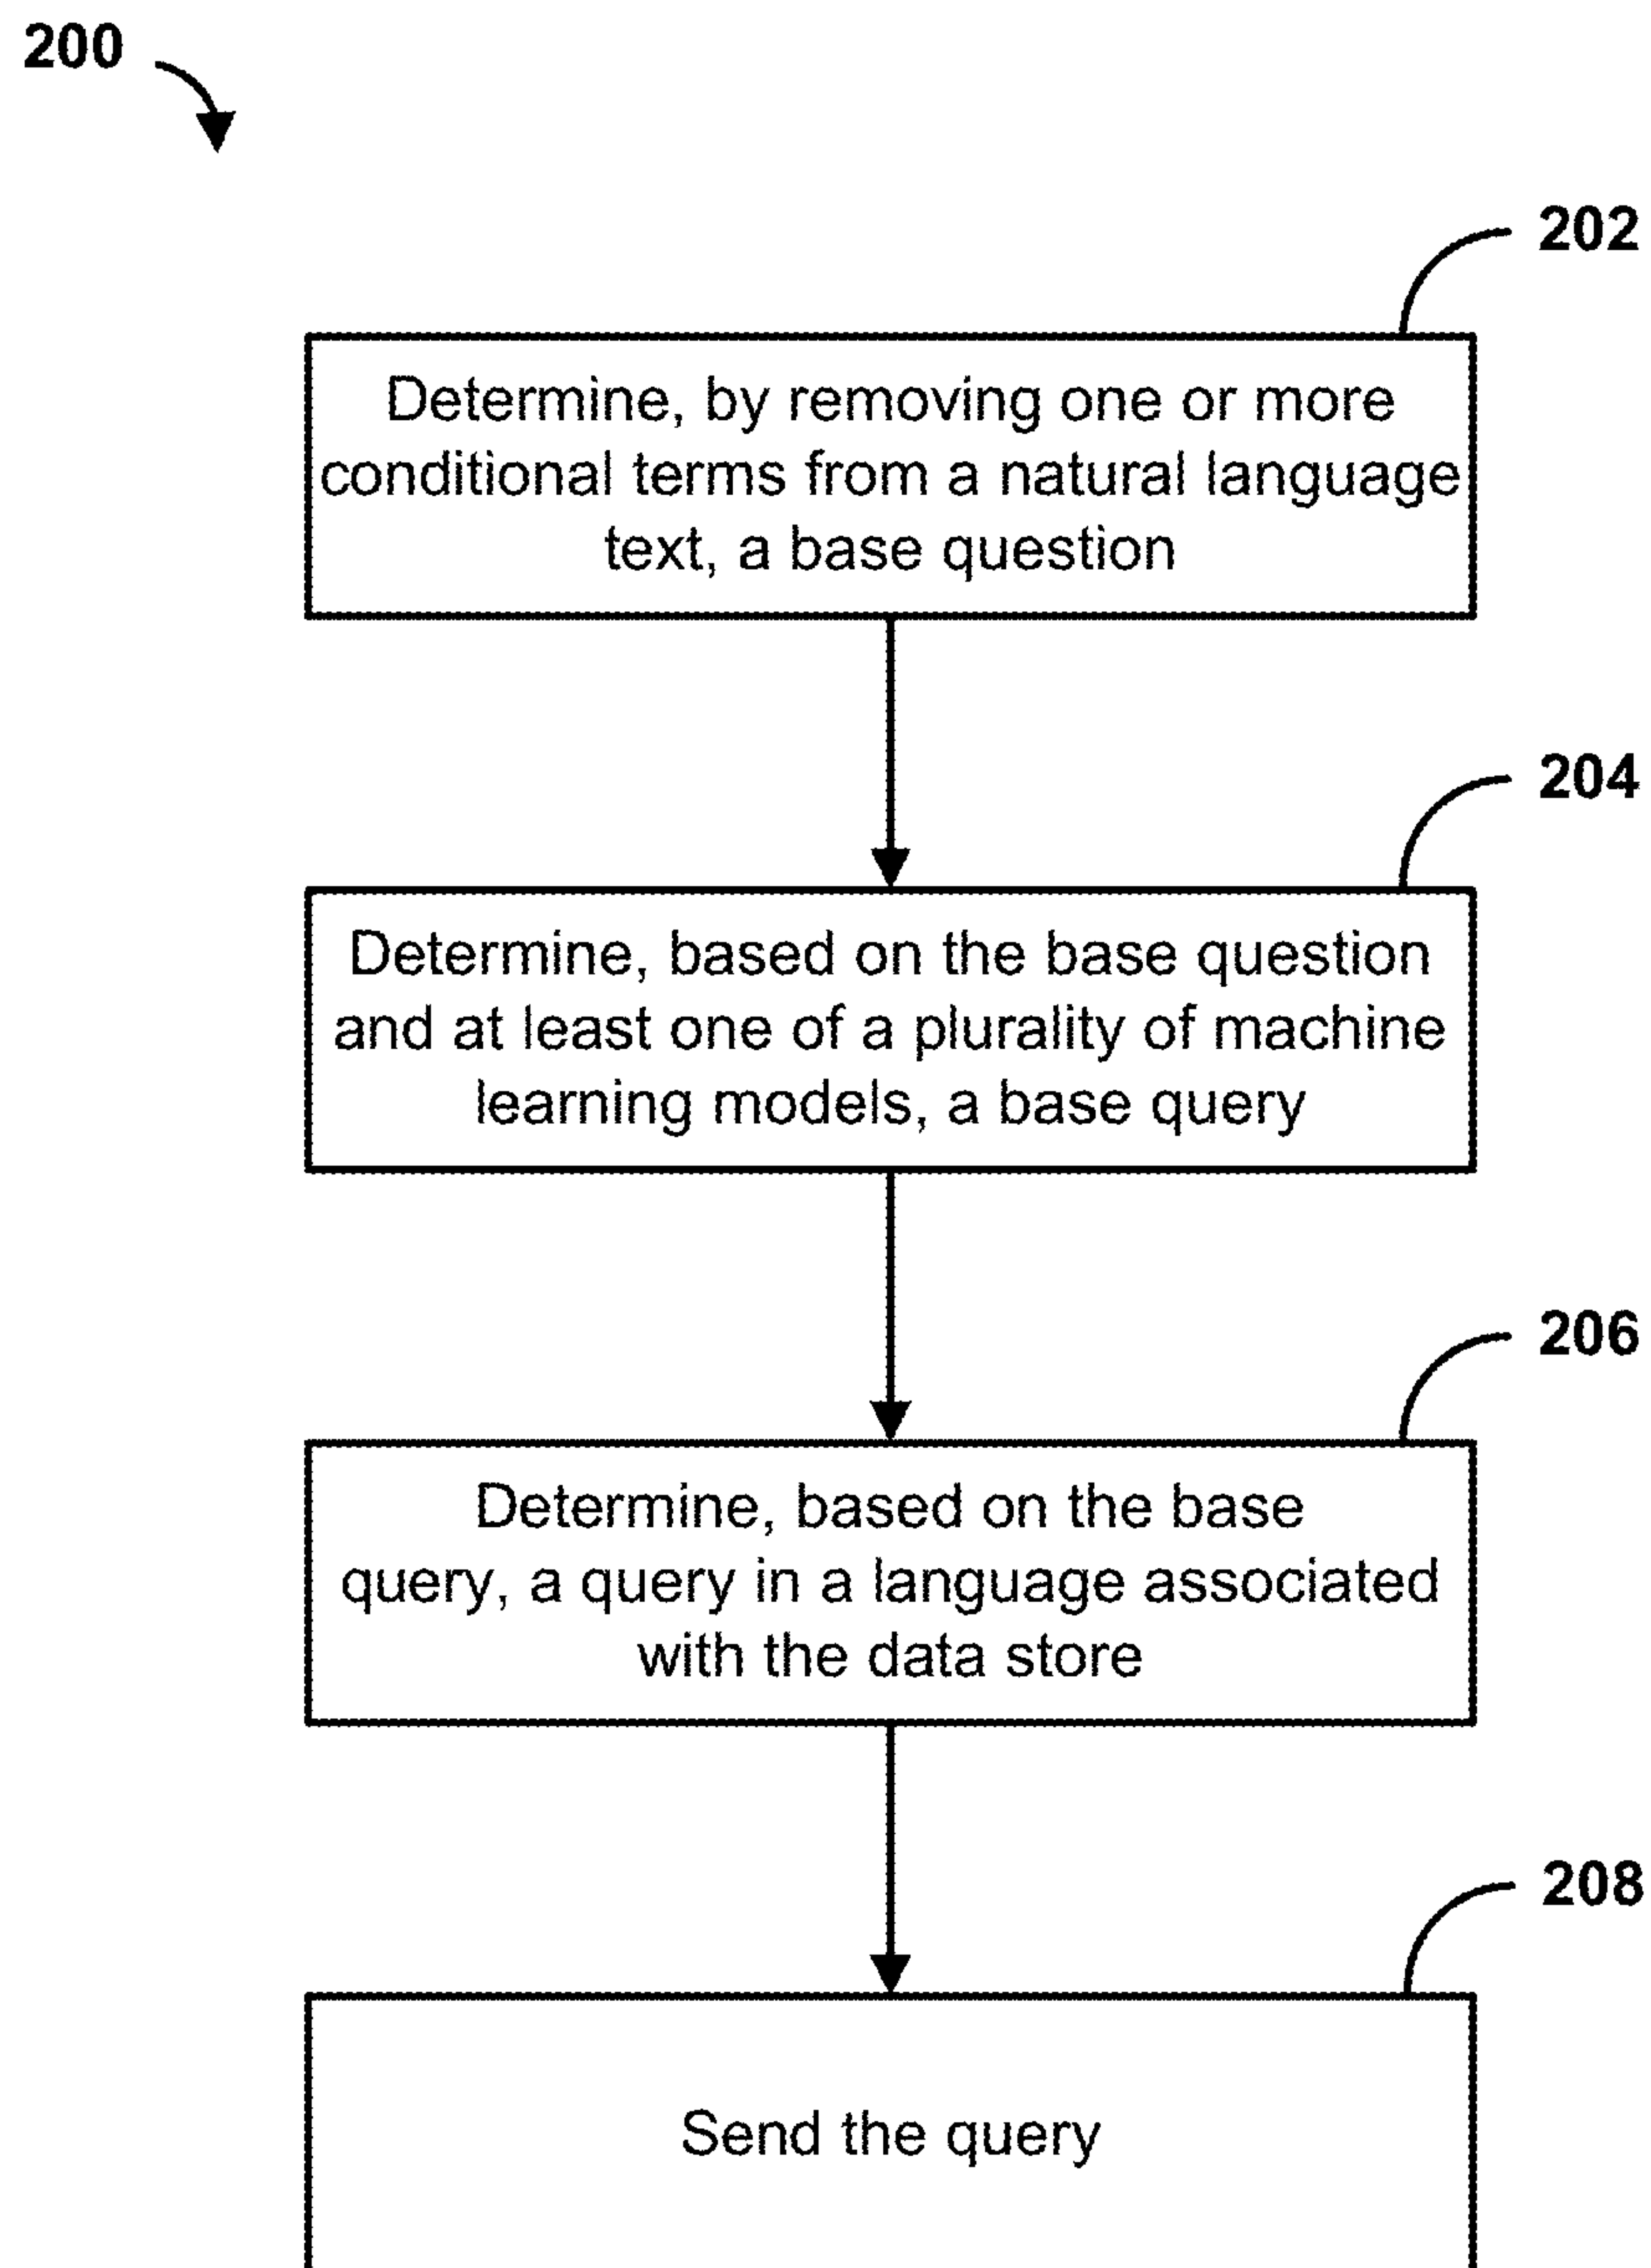 200
202
Determine, by removing one or more
conditional terms from a natural language
text, a base question
204
Determine, based on the base question
and at least one of a plurality of machine
learning models, a base query
206
Determine, based on the base
query, a query in a language associated
with the data store
208
Send the query